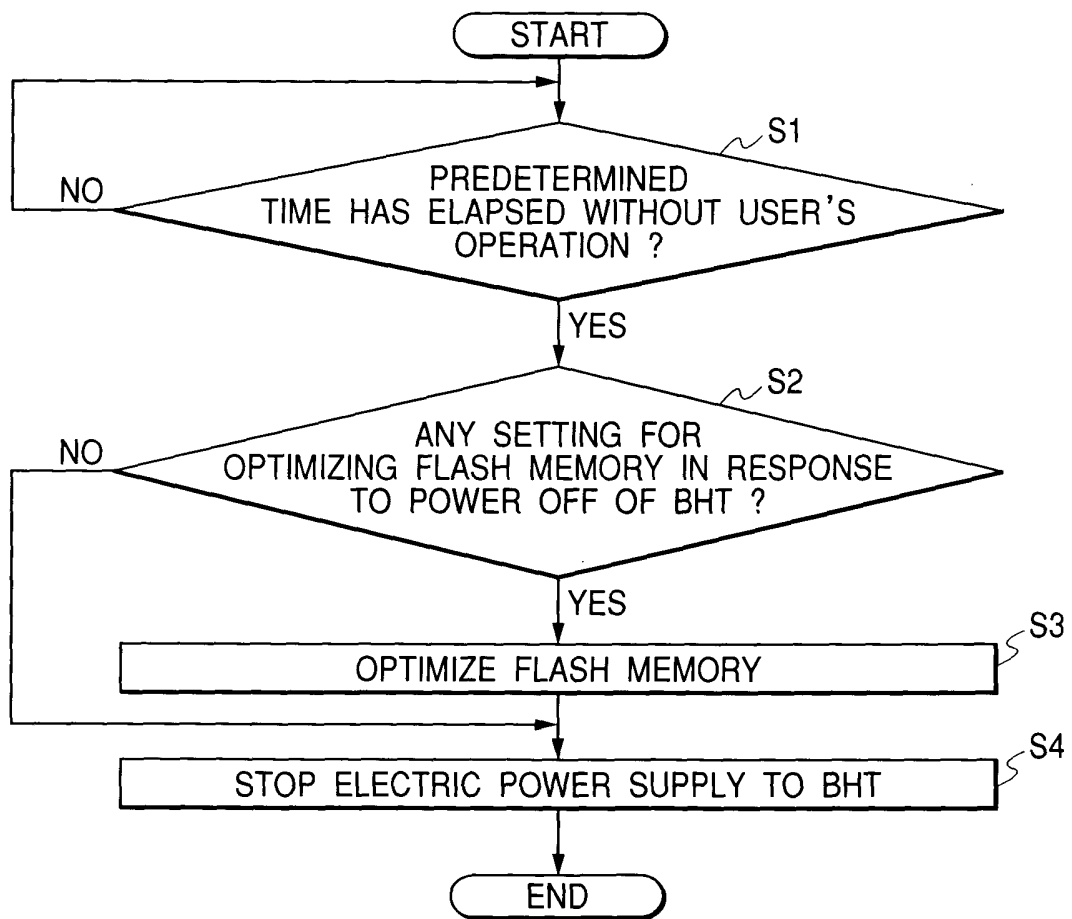 START
S1
NO
PREDETERMINED
TIME HAS ELAPSED WITHOUT USER'S
OPERATION ?
YES
S2
NO
ANY SETTING FOR
OPTIMIZING FLASH MEMORY IN RESPONSE
TO POWER OFF OF BHT ?
YES
S3
OPTIMIZE FLASH MEMORY
S4
STOP ELECTRIC POWER SUPPLY TO BHT
END